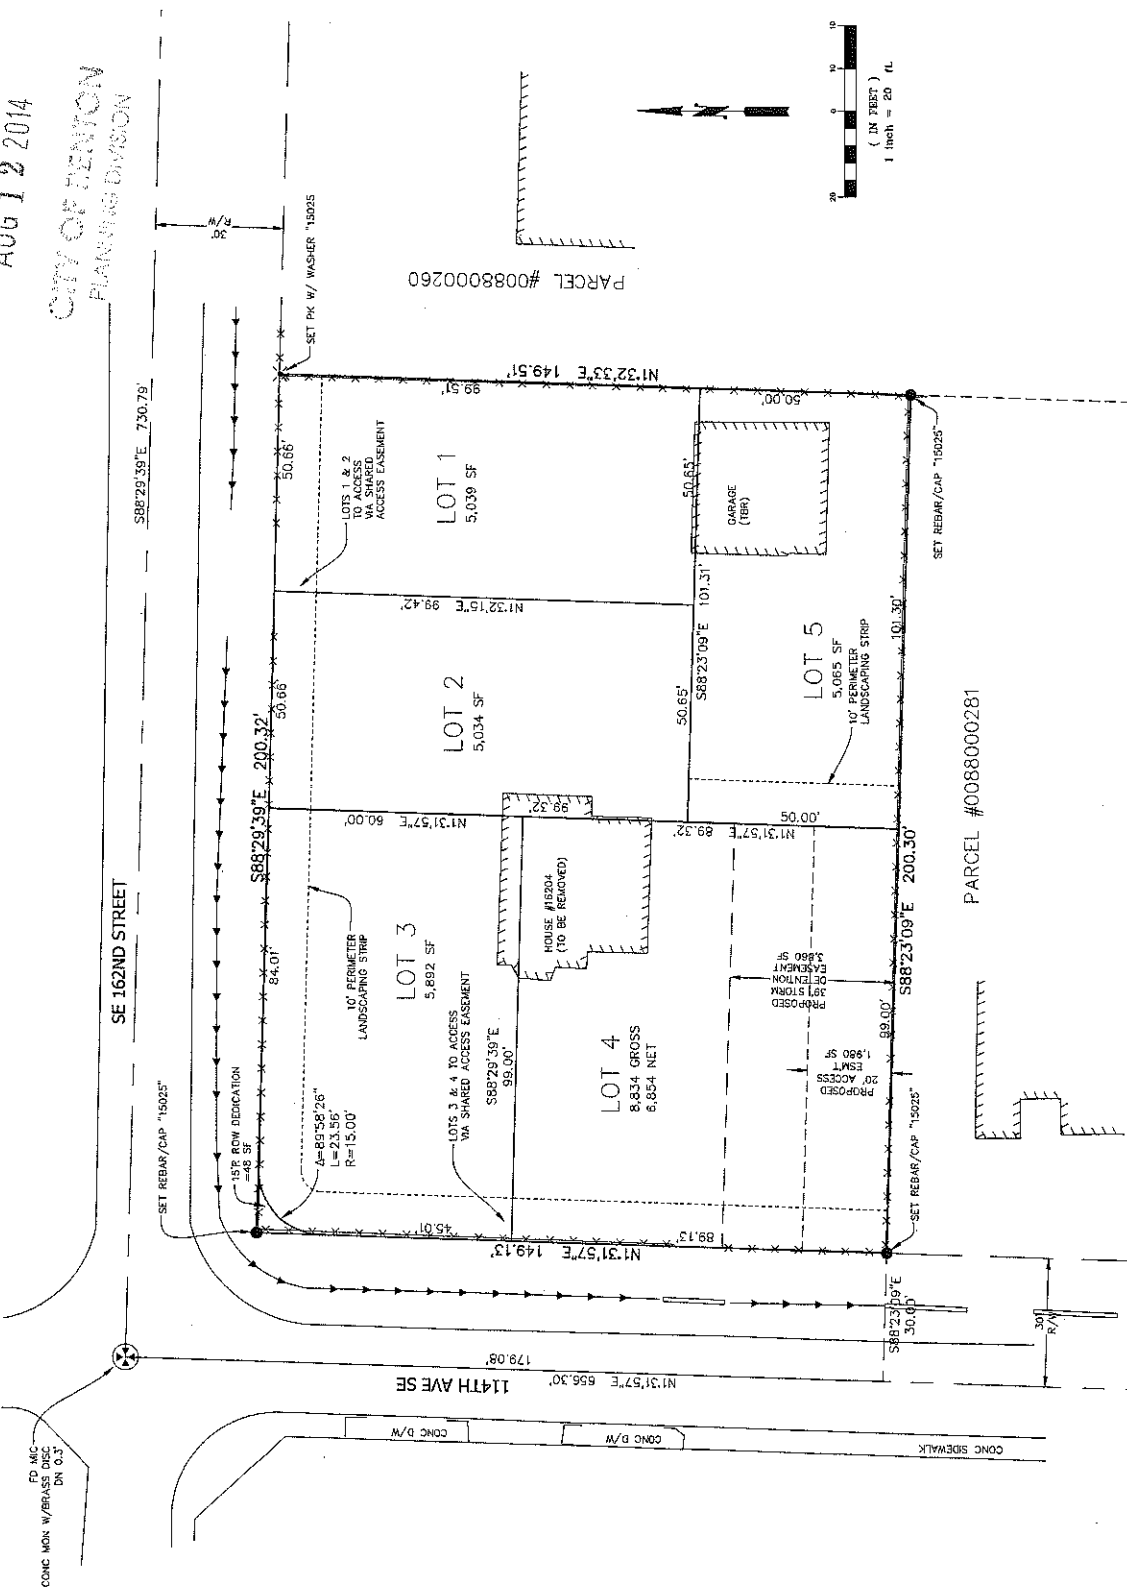 AUG 12 2014
CITY OF RENTON
PLANNING DIVISION
FD MIC
CONC MON W/BRASS DISC
DN 0.3'
SE 162ND STREET
S88°29'39"E 730.79'
30'
R/W
SET REBAR/CAP "15025"
SET PK W/ WASHER "15025
15'R ROW DEDICATION
=48 SF
S88°29'39"E 200.32'
84.01'
50.66'
50.66'
Δ=89°58'26"
L=23.56'
R=15.00'
10' PERIMETER
LANDSCAPING STRIP
LOTS 1 & 2
TO ACCESS
VIA SHARED
ACCESS EASEMENT
LOT 3
5,892 SF
LOT 2
5,034 SF
LOT 1
5,039 SF
N1°31'57"E 60.00'
99.32'
N1°32'15"E 99.42'
99.51'
N1°32'33"E 149.51'
PARCEL #0088000260
LOTS 3 & 4 TO ACCESS
VIA SHARED ACCESS EASEMENT
S88°29'39"E
99.00'
HOUSE #16204
(TO BE REMOVED)
45.01'
N1°31'57"E 149.13'
89.13'
LOT 4
8,834 GROSS
6,854 NET
50.65'
S88°23'09"E 101.31'
50.65'
GARAGE
(TBR)
50.00'
N1°31'57"E 89.32'
50.00'
LOT 5
5,065 SF
10' PERIMETER
LANDSCAPING STRIP
PROPOSED
39' STORM
DETENTION
EASEMENT
3,860 SF
PROPOSED
20' ACCESS
ESM'T
1,980 SF
99.00'
S88°23'09"E 200.30'
101.30'
SET REBAR/CAP "15025"
SET REBAR/CAP "15025"
PARCEL #0088000281
S88°23'09"E
30.00'
30'
R/W
179.08'
N1°31'57"E 656.30'
114TH AVE SE
CONC D/W
CONC D/W
CONC SIDEWALK
N
20 0 10 10
( IN FEET )
1 inch = 20 ft.